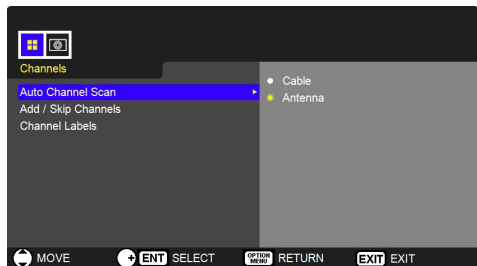 Channels
Auto Channel Scan
Add / Skip Channels
Channel Labels
Cable
Antenna
MOVE + ENT SELECT OPTION MENU RETURN EXIT EXIT